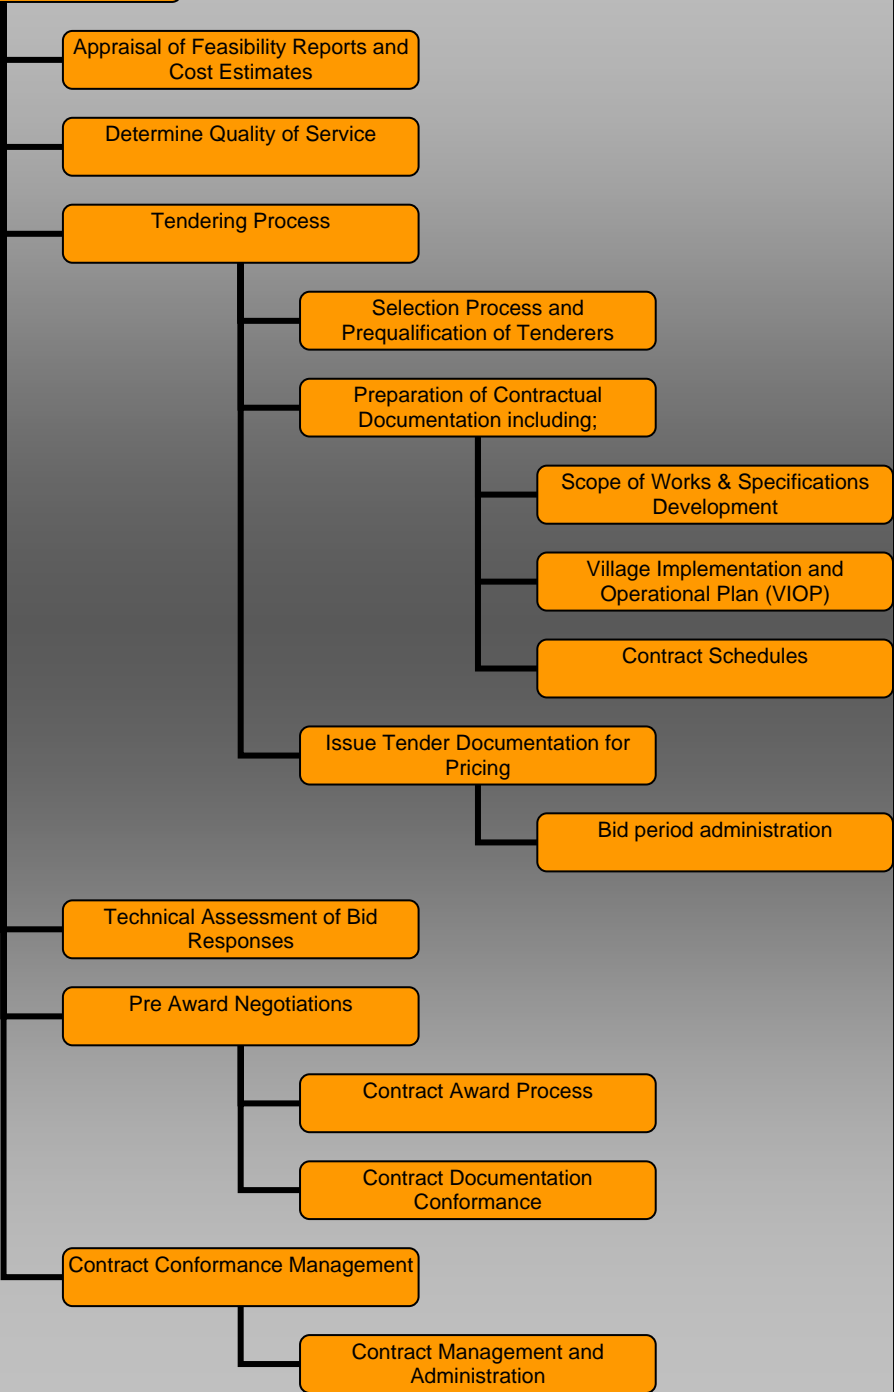 Appraisal of Feasibility Reports and
Cost Estimates
Determine Quality of Service
Tendering Process
Selection Process and
Prequalification of Tenderers
Preparation of Contractual
Documentation including;
Scope of Works & Specifications
Development
Village Implementation and
Operational Plan (VIOP)
Contract Schedules
Issue Tender Documentation for
Pricing
Bid period administration
Technical Assessment of Bid
Responses
Pre Award Negotiations
Contract Award Process
Contract Documentation
Conformance
Contract Conformance Management
Contract Management and
Administration